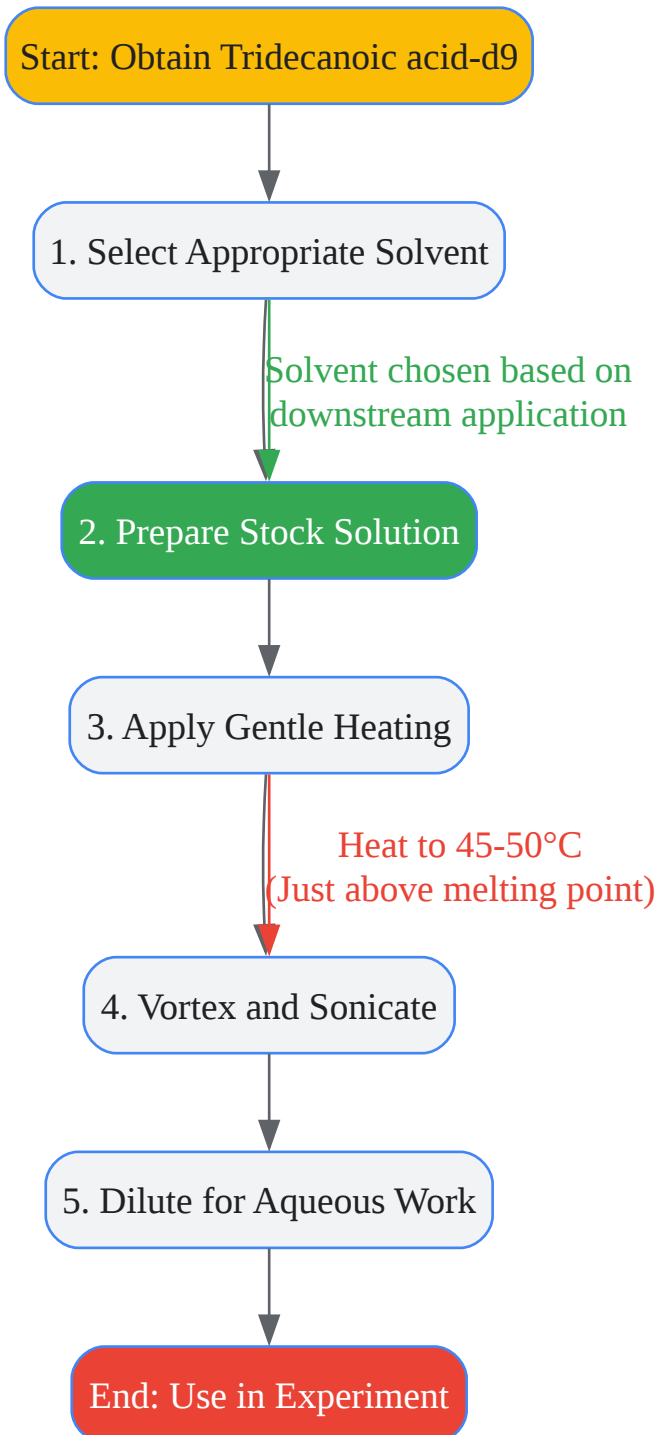 Start: Obtain Tridecanoic acid-d9
1. Select Appropriate Solvent
Solvent chosen based on
downstream application
2. Prepare Stock Solution
3. Apply Gentle Heating
Heat to 45-50°C
(Just above melting point)
4. Vortex and Sonicate
5. Dilute for Aqueous Work
End: Use in Experiment